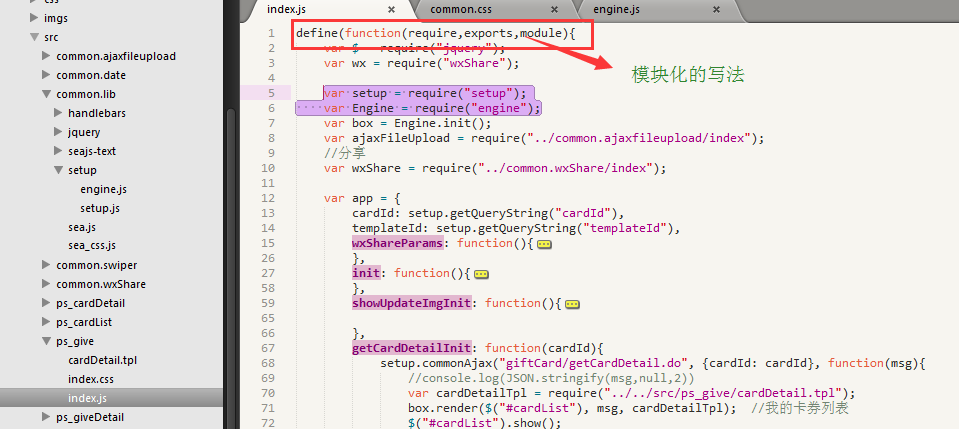 css
imgs
src
common.ajaxfileupload
common.date
common.lib
handlebars
jquery
seajs-text
setup
engine.js
setup.js
sea.js
sea_css.js
common.swiper
common.wxShare
ps_cardDetail
ps_cardList
ps_give
cardDetail.tpl
index.css
index.js
ps_giveDetail
index.js × common.css × engine.js ×
1 define(function(require,exports,module){
2 var $ = require("jquery");
3 var wx = require("wxShare");
模块化的写法
4
5 var setup = require("setup");
6 var Engine = require("engine");
7 var box = Engine.init();
8 var ajaxFileUpload = require("../common.ajaxfileupload/index");
9 //分享
10 var wxShare = require("../common.wxShare/index");
11
12 var app = {
13 cardId: setup.getQueryString("cardId"),
14 templateId: setup.getQueryString("templateId"),
15 wxShareParams: function(){
26 },
27 init: function(){
58 },
59 showUpdateImgInit: function(){
65
66 },
67 getCardDetailInit: function(cardId){
68 setup.commonAjax("giftCard/getCardDetail.do", {cardId: cardId}, function(msg){
69 //console.log(JSON.stringify(msg,null,2))
70 var cardDetailTpl = require("../../src/ps_give/cardDetail.tpl");
71 box.render($("#cardList"), msg, cardDetailTpl); //我的卡券列表
72 $("#cardList").show();